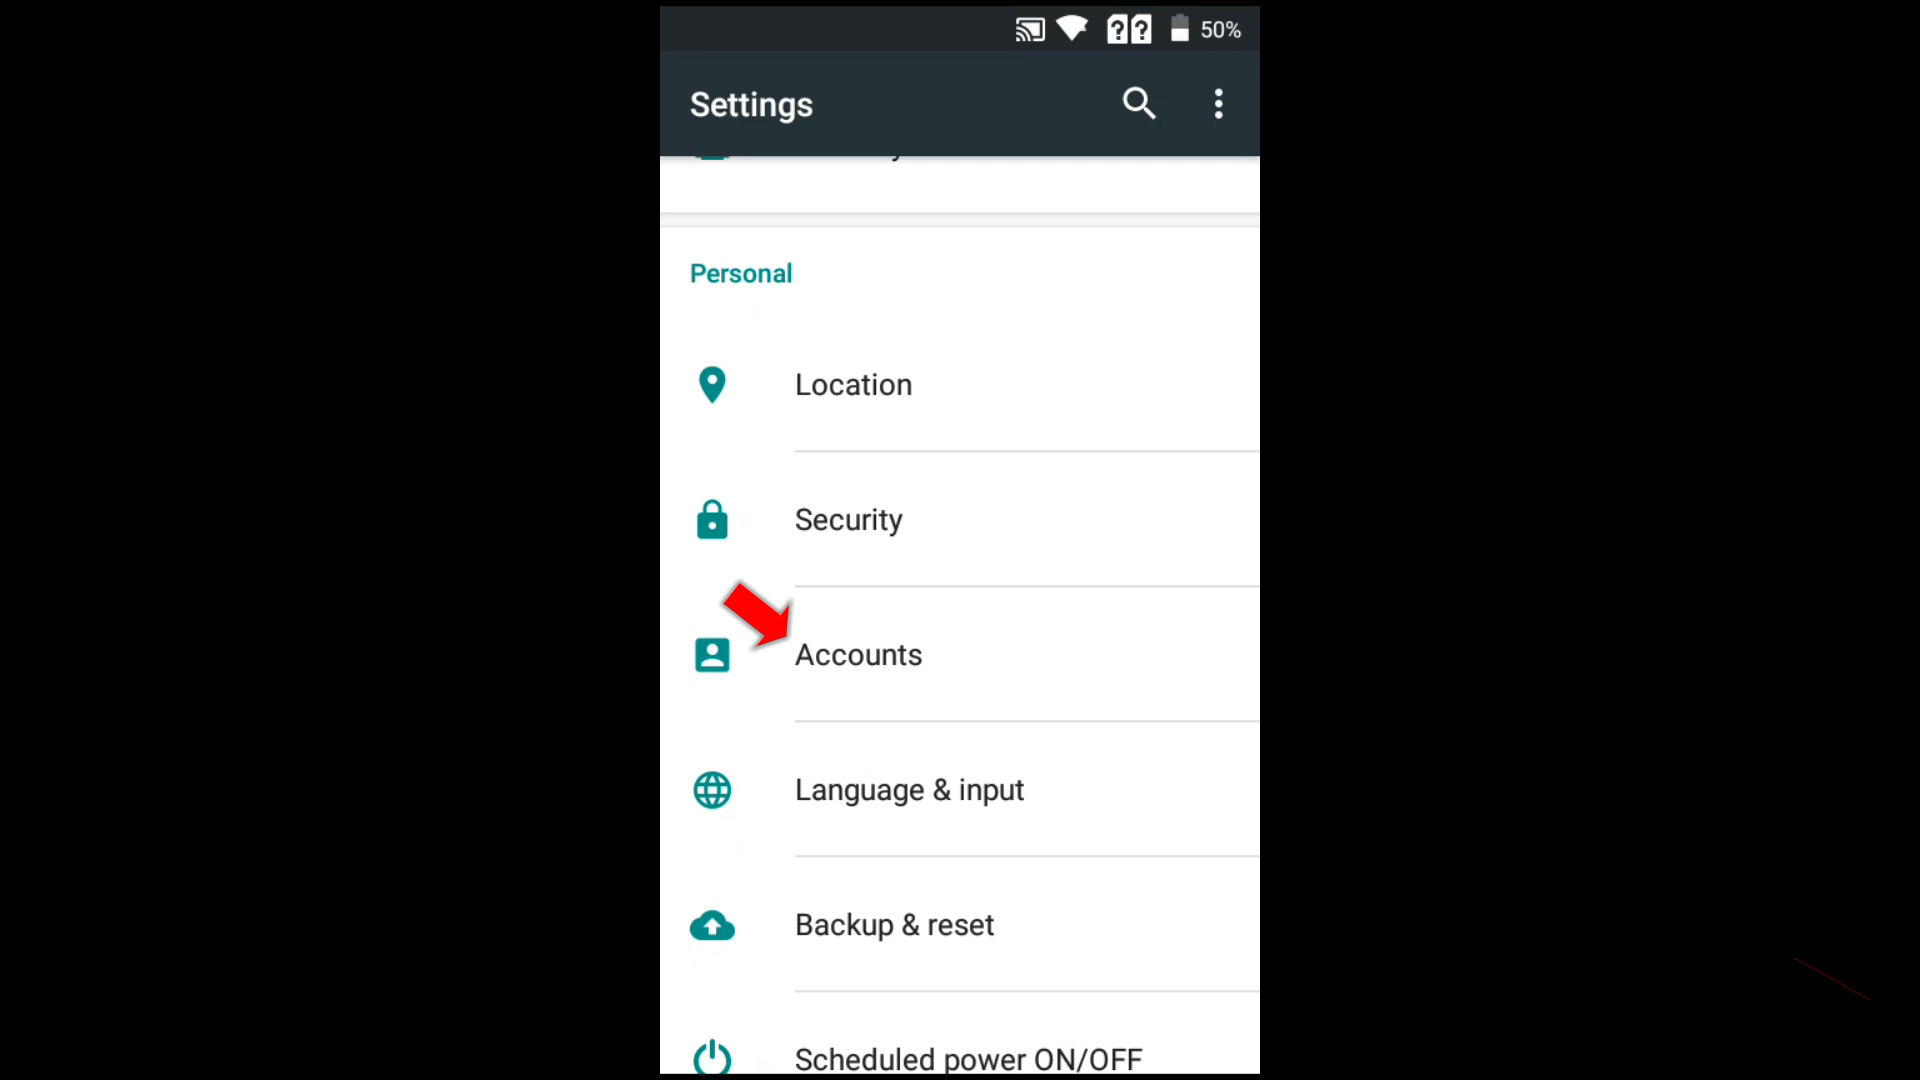 50%
Settings
Personal
Location
Security
Accounts
Language & input
Backup & reset
Scheduled power ON/OFF